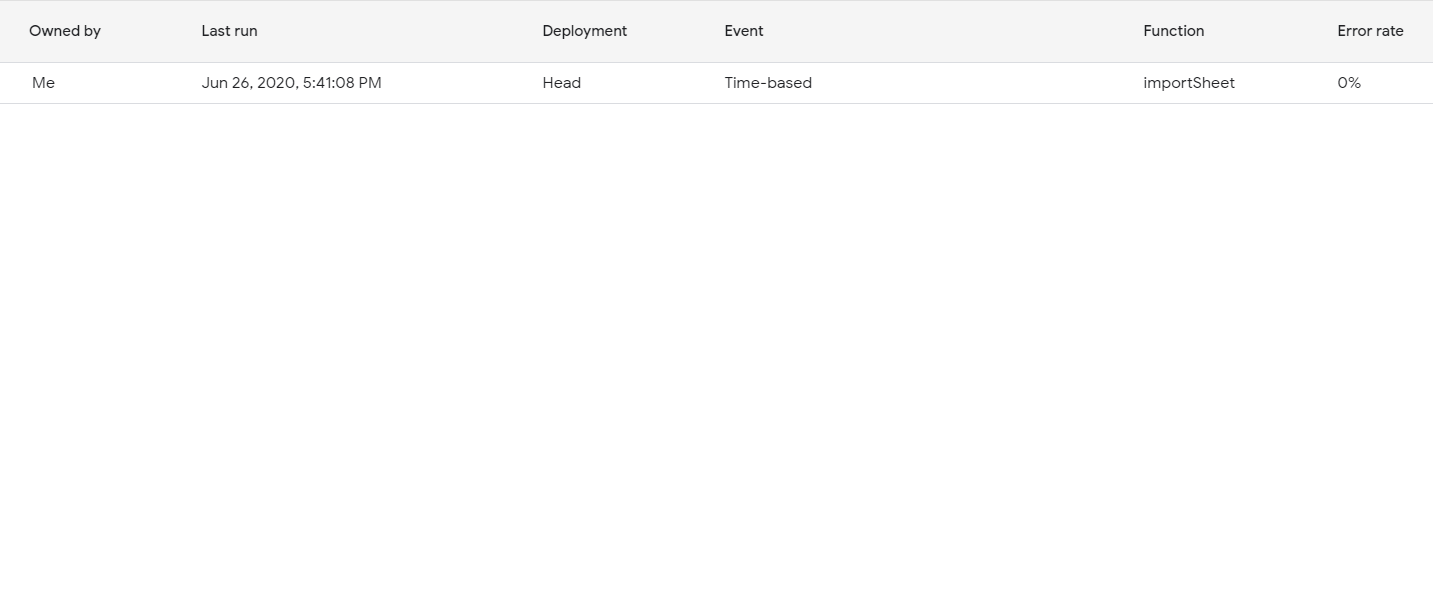 Owned by Last run Deployment Event Function Error rate
Me Jun 26, 2020, 5:41:08 PM Head Time-based importSheet 0%